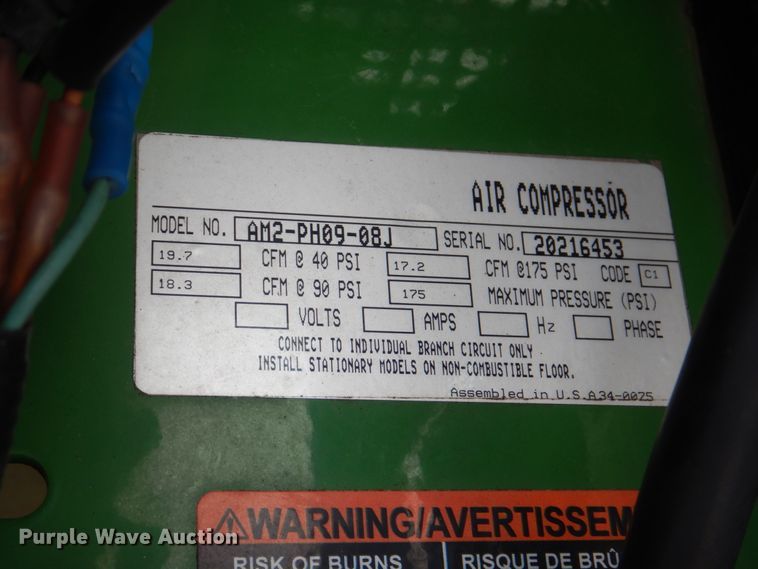 AIR COMPRESSOR
MODEL NO. AM2-PH09-08J SERIAL NO. 20216453
19.7 CFM @ 40 PSI 17.2 CFM @175 PSI CODE C1
18.3 CFM @ 90 PSI 175 MAXIMUM PRESSURE (PSI)
VOLTS AMPS Hz PHASE
CONNECT TO INDIVIDUAL BRANCH CIRCUIT ONLY
INSTALL STATIONARY MODELS ON NON-COMBUSTIBLE FLOOR.
Assembled in U.S.A34-0075
WARNING/AVERTISSEM
RISK OF BURNS RISQUE DE BRÛ
Purple Wave Auction